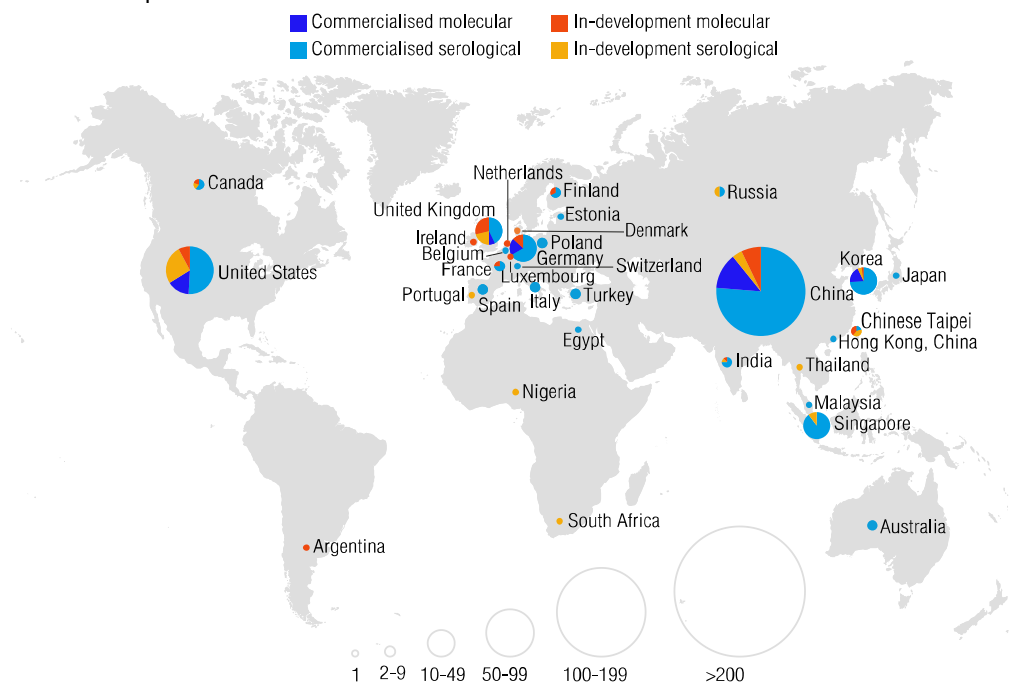 Commercialised molecular
In-development molecular
Commercialised serological
In-development serological
Netherlands
Canada
Finland
Russia
United Kingdom
Estonia
Ireland
Denmark
Belgium
Poland
Germany
France
Luxembourg
Switzerland
United States
Korea
Japan
China
Portugal
Spain
Italy
Turkey
Chinese Taipei
Egypt
Hong Kong, China
India
Thailand
Nigeria
Malaysia
Singapore
South Africa
Australia
Argentina
1
2-9
10-49
50-99
100-199
>200